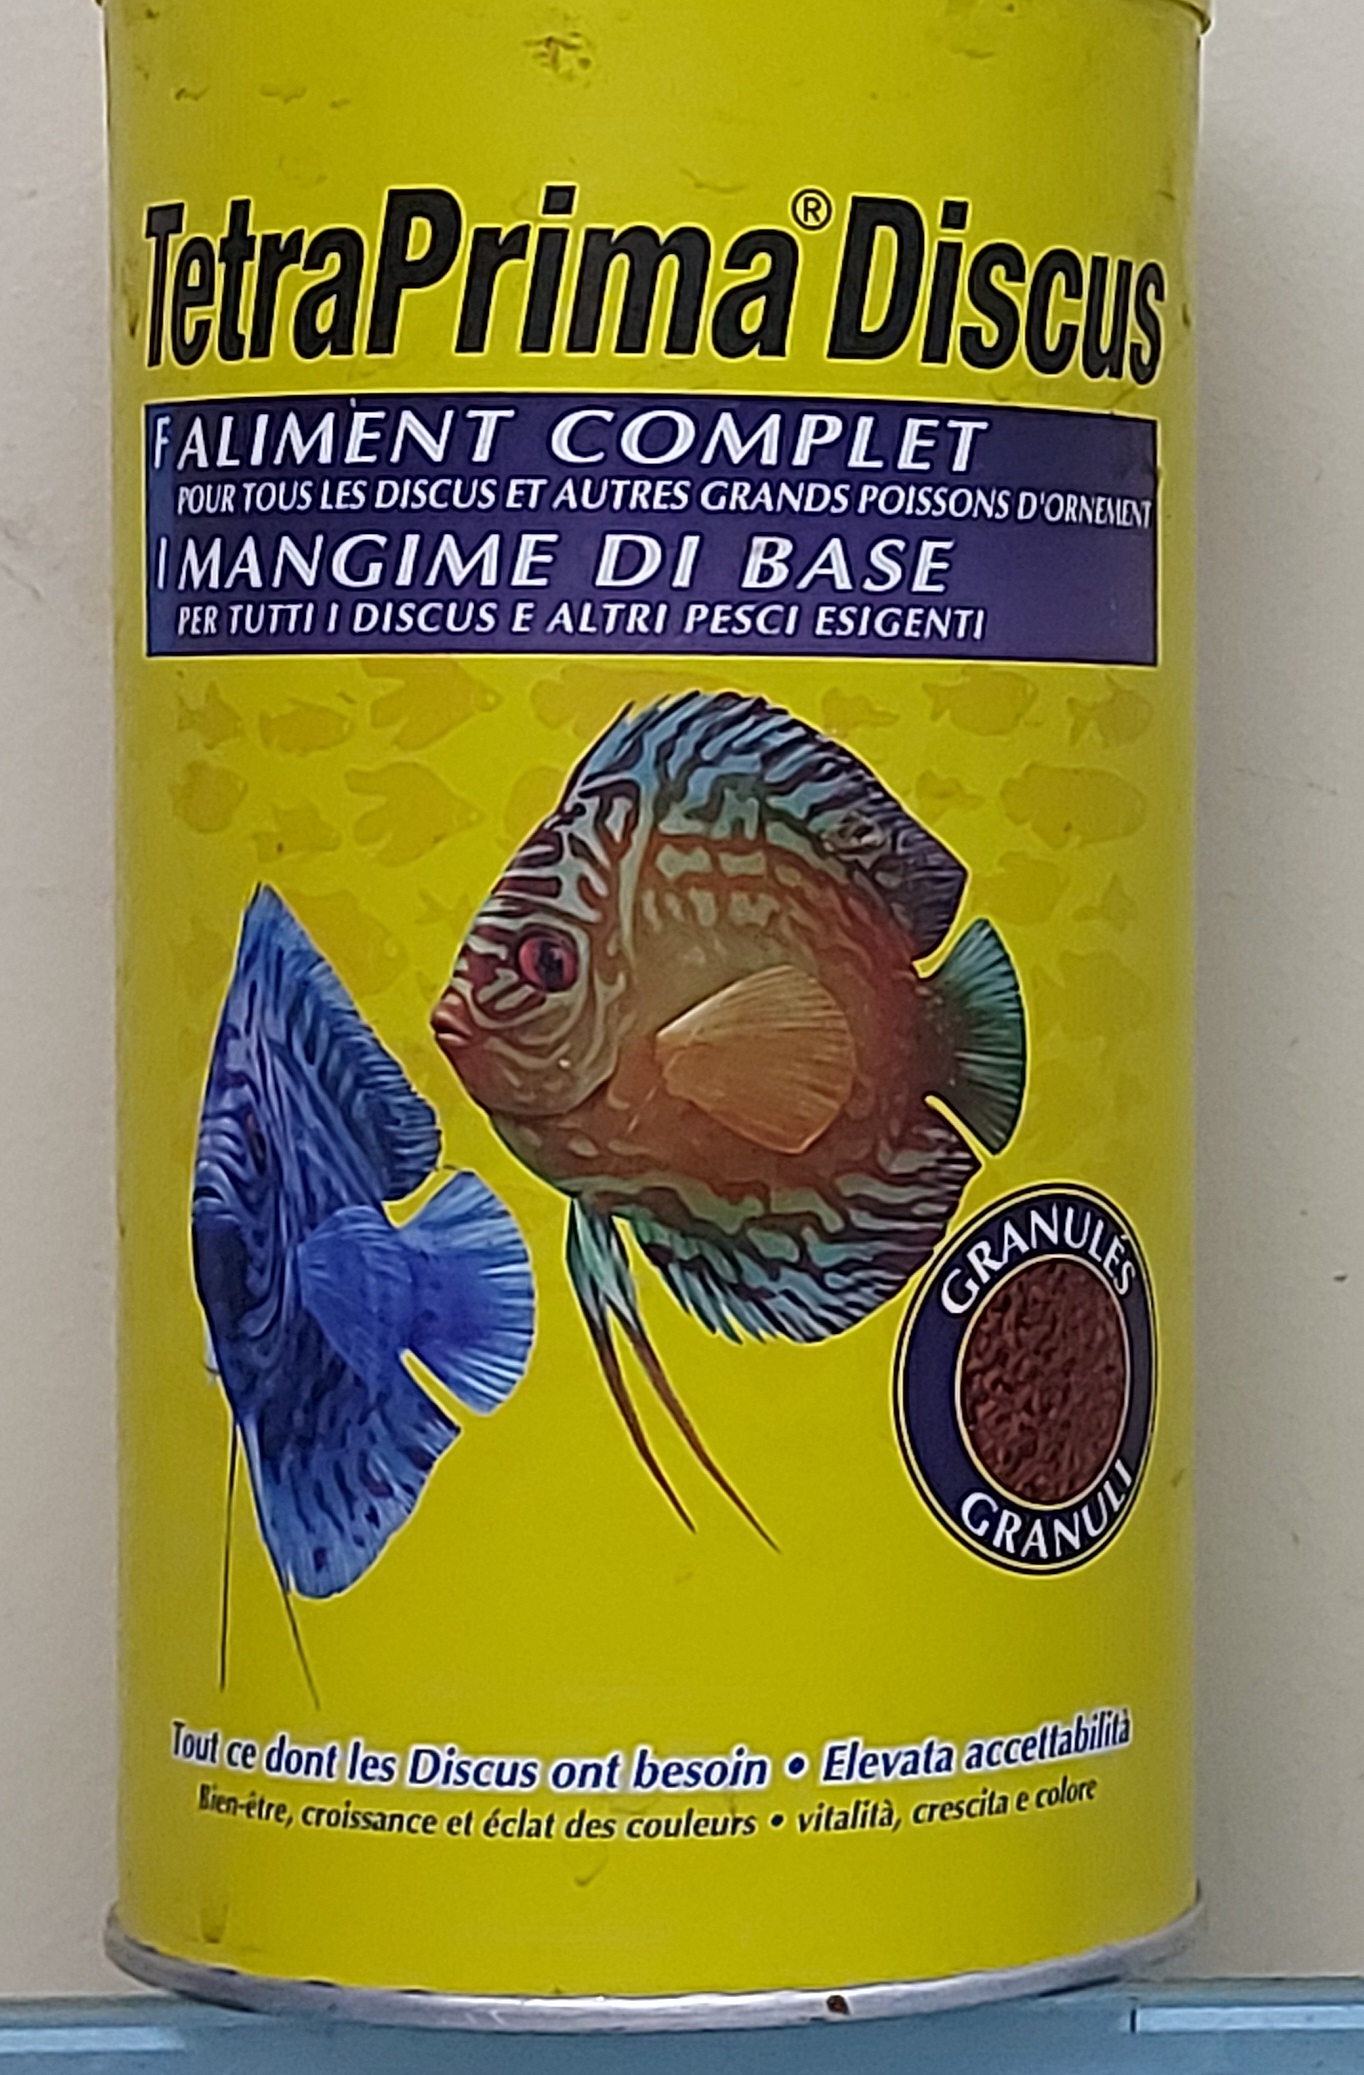 TetraPrima® Discus
F ALIMENT COMPLET
POUR TOUS LES DISCUS ET AUTRES GRANDS POISSONS D'ORNEMENT
I MANGIME DI BASE
PER TUTTI I DISCUS E ALTRI PESCI ESIGENTI
GRANULÉS
GRANULI
Tout ce dont les Discus ont besoin • Elevata accettabilità
Bien-être, croissance et éclat des couleurs • vitalità, crescita e colore